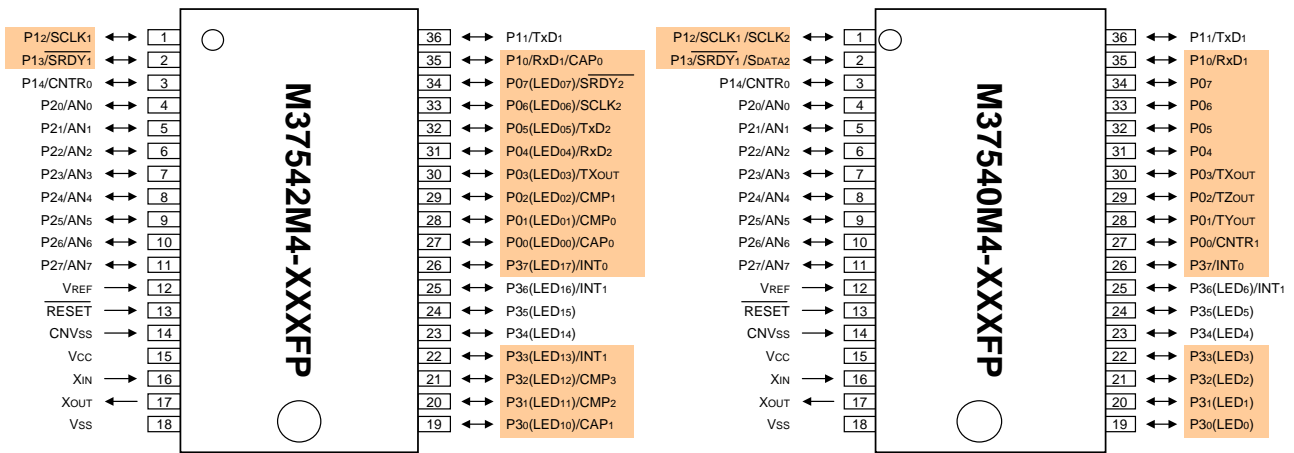 P12/SCLK1 1 36 P11/TxD1
P13/SRDY1 2 35 P10/RxD1/CAP0
P14/CNTR0 3 34 P07(LED07)/SRDY2
P20/AN0 4 33 P06(LED06)/SCLK2
P21/AN1 5 32 P05(LED05)/TxD2
P22/AN2 6 31 P04(LED04)/RxD2
P23/AN3 7 30 P03(LED03)/TXOUT
P24/AN4 8 29 P02(LED02)/CMP1
P25/AN5 9 28 P01(LED01)/CMP0
P26/AN6 10 27 P00(LED00)/CAP0
P27/AN7 11 26 P37(LED17)/INT0
VREF 12 25 P36(LED16)/INT1
RESET 13 24 P35(LED15)
CNVSS 14 23 P34(LED14)
VCC 15 22 P33(LED13)/INT1
XIN 16 21 P32(LED12)/CMP3
XOUT 17 20 P31(LED11)/CMP2
VSS 18 19 P30(LED10)/CAP1
M37542M4-XXXFP
P12/SCLK1/SCLK2 1 36 P11/TxD1
P13/SRDY1/SDATA2 2 35 P10/RxD1
P14/CNTR0 3 34 P07
P20/AN0 4 33 P06
P21/AN1 5 32 P05
P22/AN2 6 31 P04
P23/AN3 7 30 P03/TXOUT
P24/AN4 8 29 P02/TZOUT
P25/AN5 9 28 P01/TYOUT
P26/AN6 10 27 P00/CNTR1
P27/AN7 11 26 P37/INT0
VREF 12 25 P36(LED6)/INT1
RESET 13 24 P35(LED5)
CNVSS 14 23 P34(LED4)
VCC 15 22 P33(LED3)
XIN 16 21 P32(LED2)
XOUT 17 20 P31(LED1)
VSS 18 19 P30(LED0)
M37540M4-XXXFP